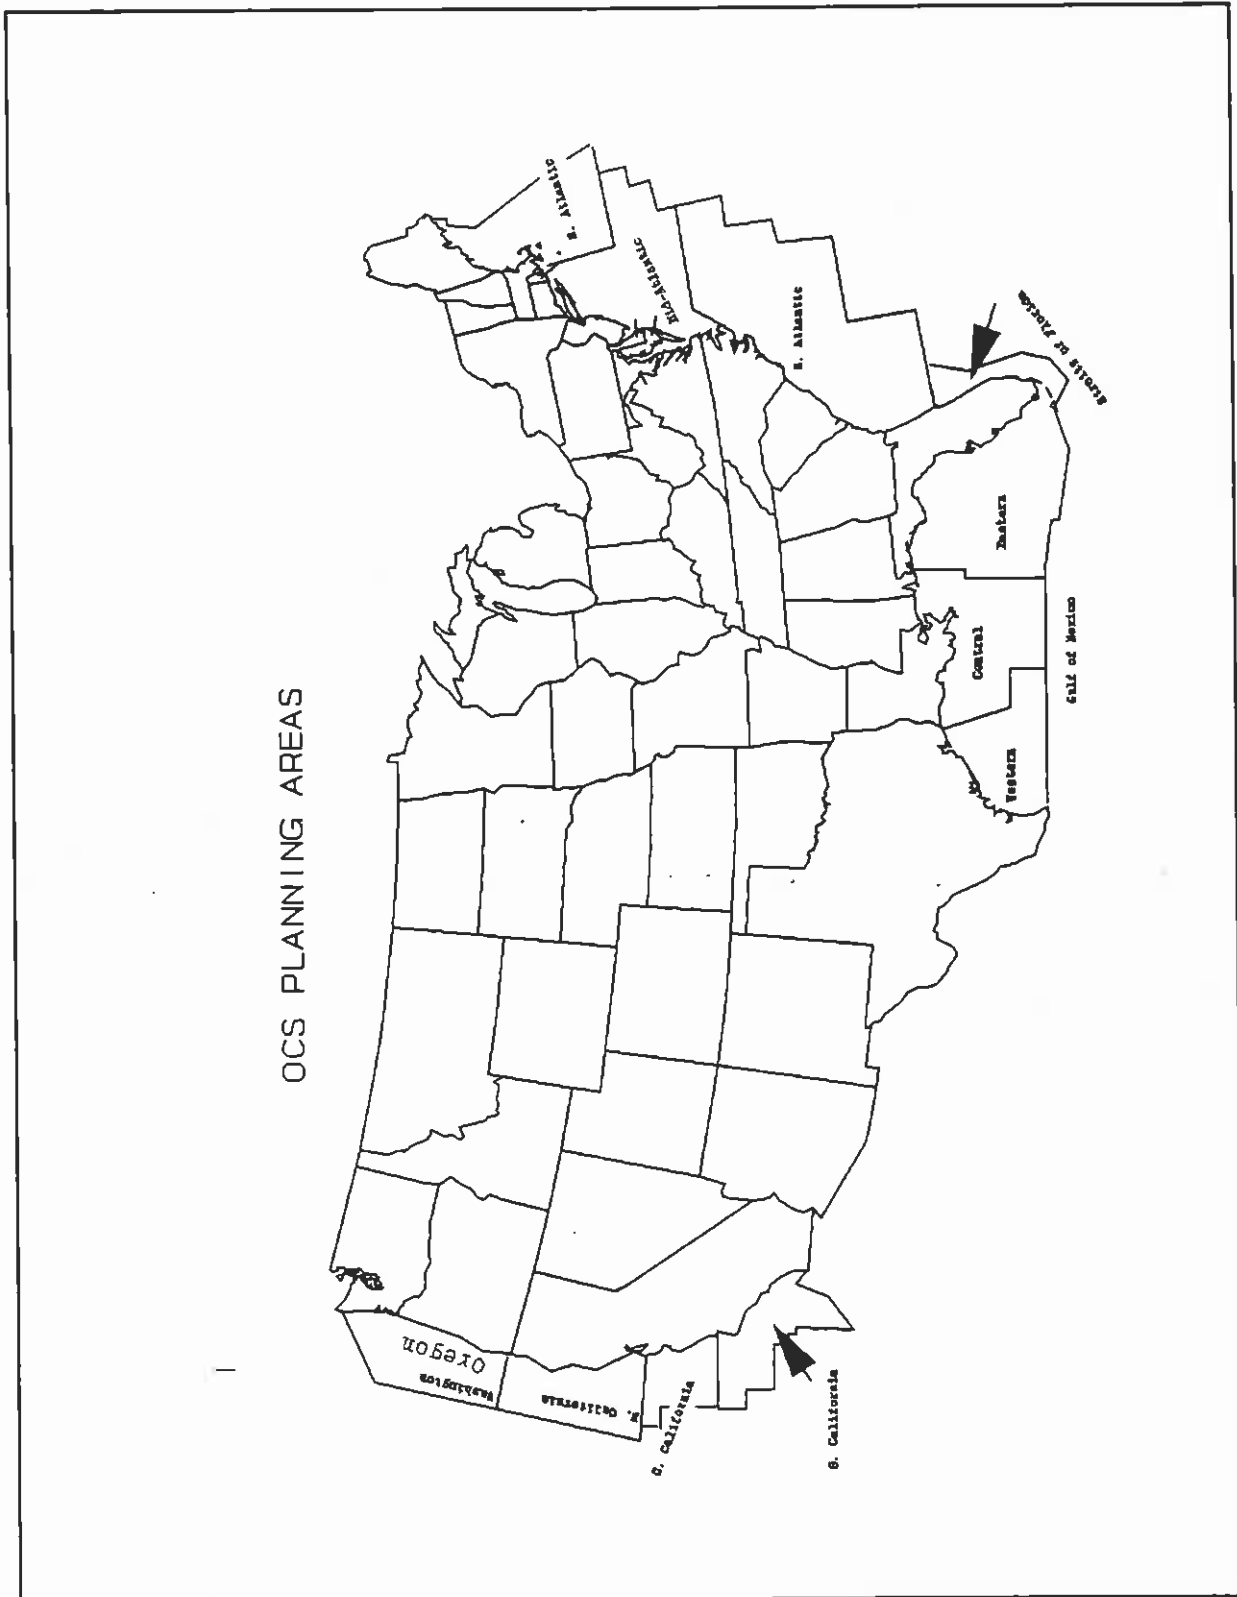 OCS PLANNING AREAS
Washington
Oregon
N. California
C. California
S. California
Western
Central
Eastern
Gulf of Mexico
Straits of Florida
S. Atlantic
Mid-Atlantic
N. Atlantic